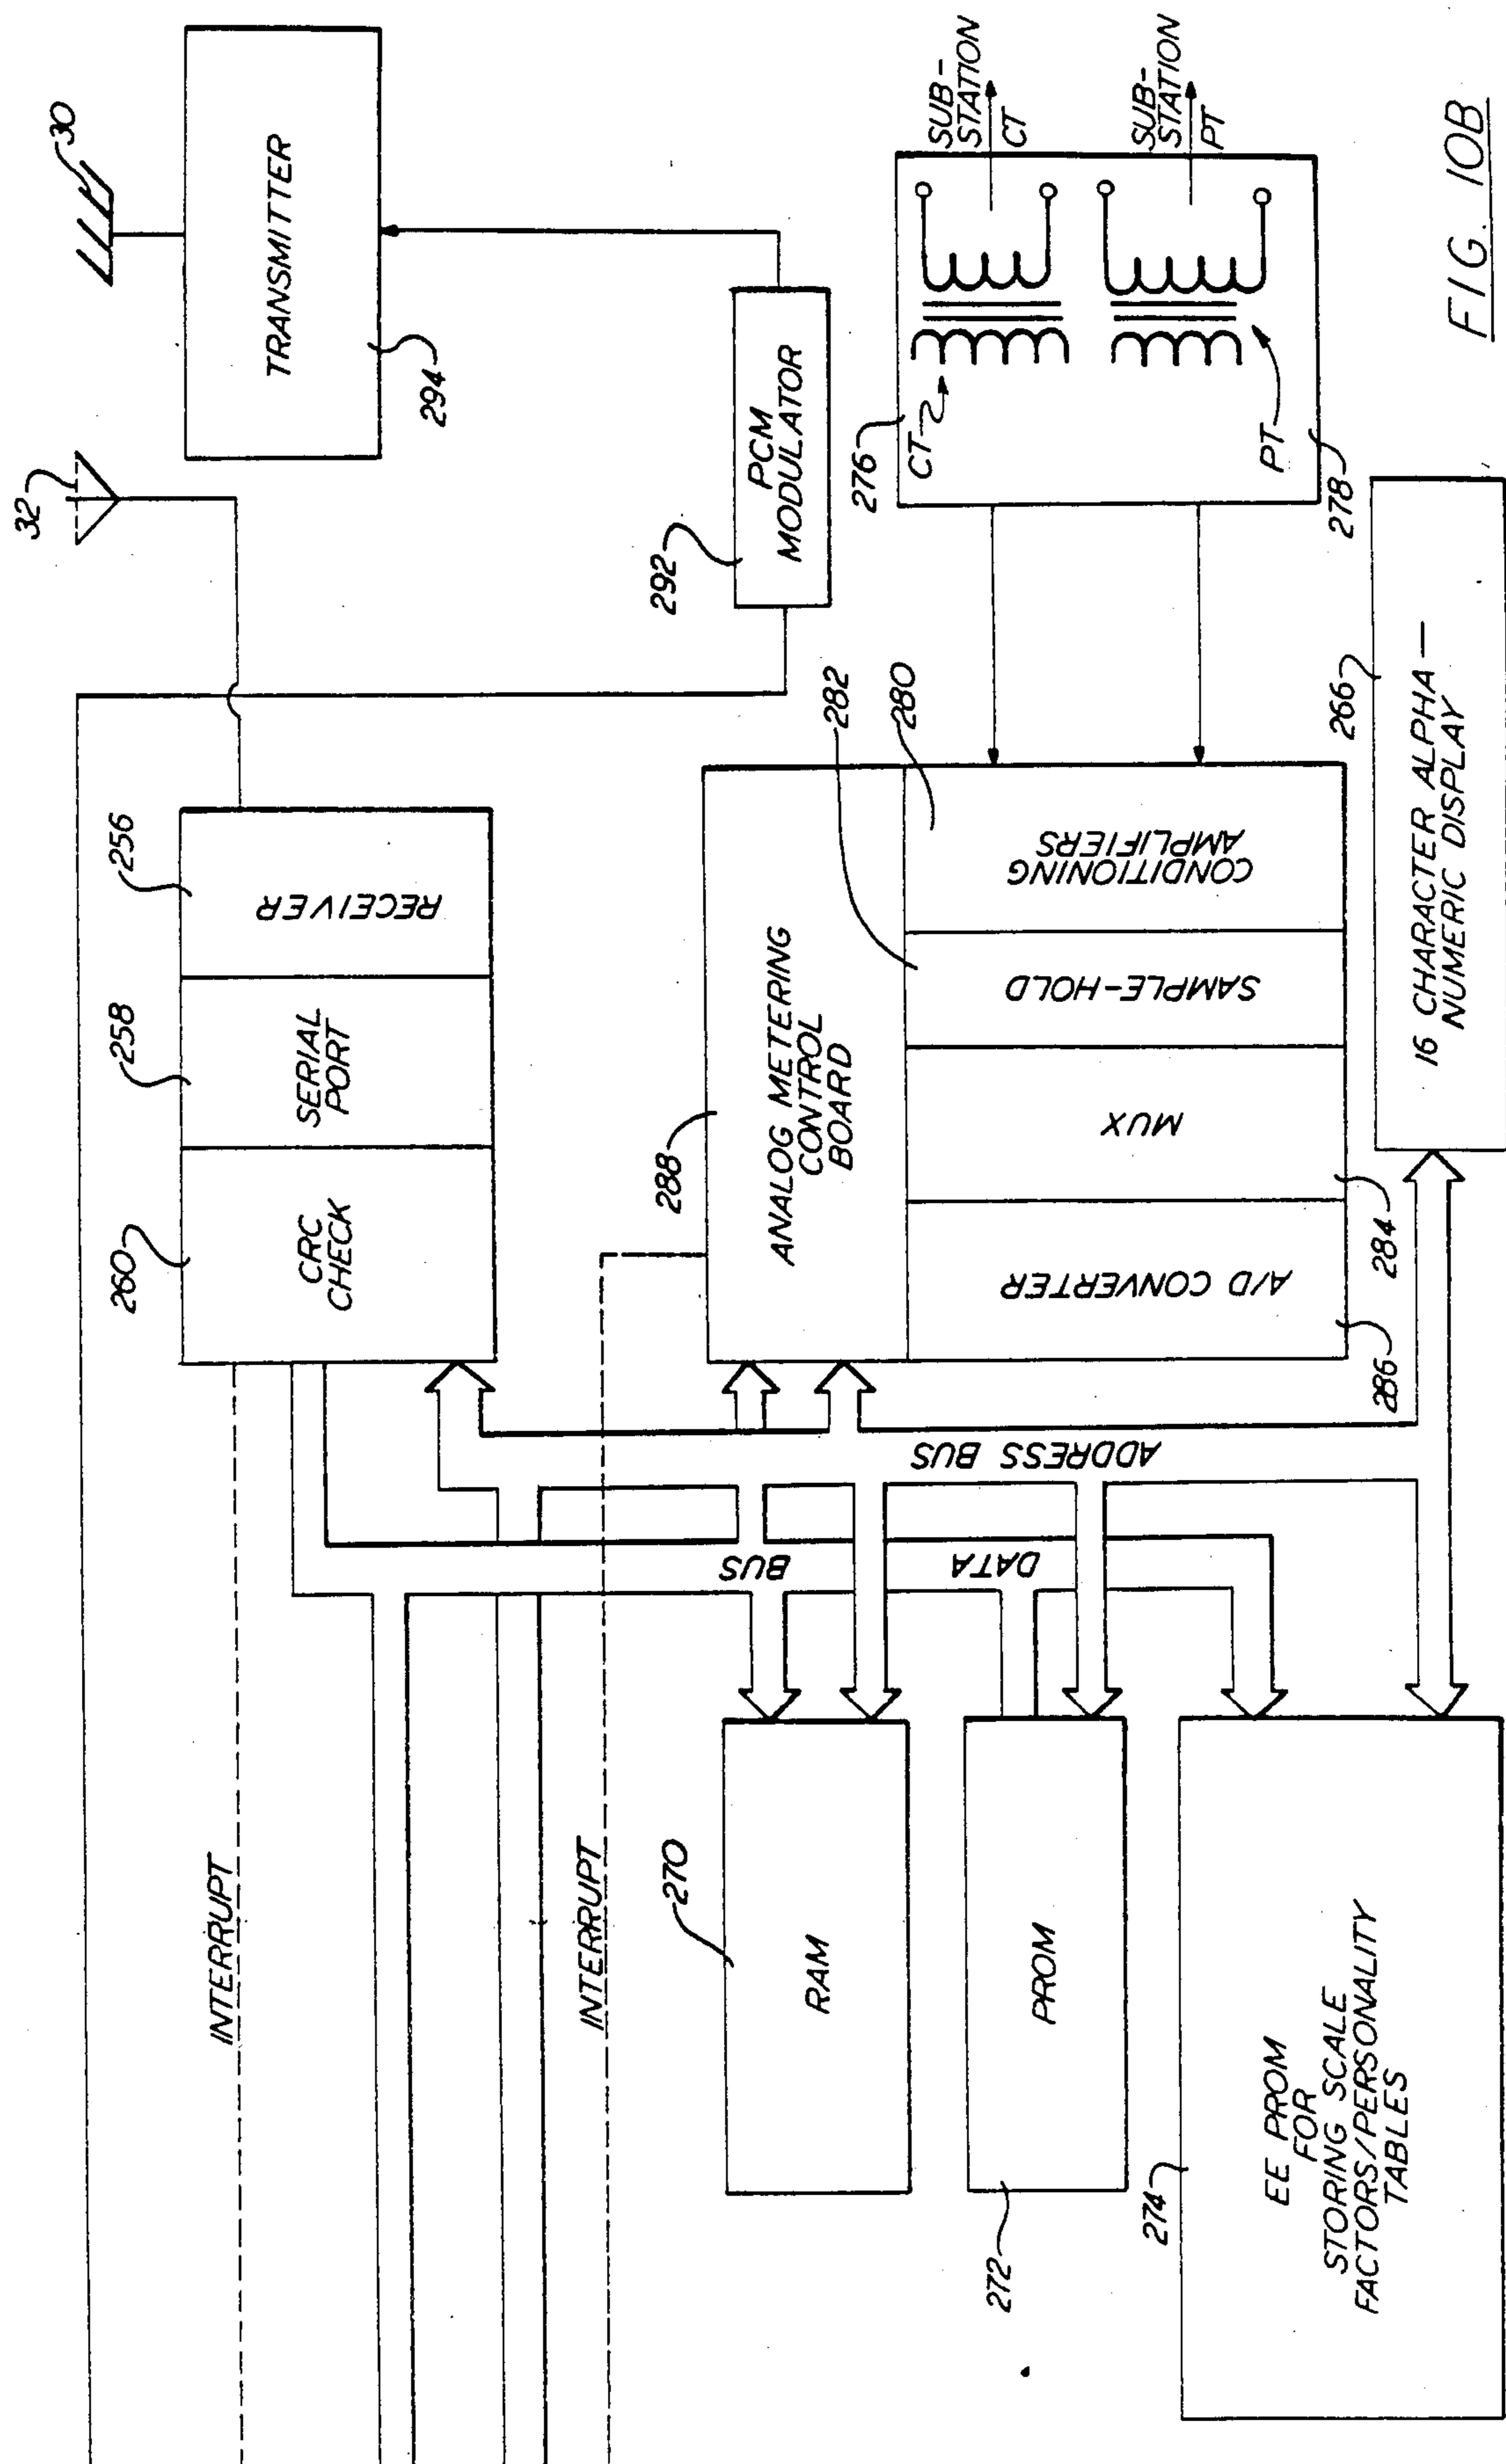 30
32
TRANSMITTER
294
256
258
260
RECEIVER
SERIAL
PORT
CRC
CHECK
INTERRUPT
292
PCM
MODULATOR
276
CT
PT
278
SUB-
STATION
CT
SUB-
STATION
PT
288
ANALOG METERING
CONTROL
BOARD
282
280
CONDITIONING
AMPLIFIERS
SAMPLE-HOLD
MUX
A/D CONVERTER
284
286
INTERRUPT
ADDRESS BUS
DATA BUS
266
16 CHARACTER ALPHA—
NUMERIC DISPLAY
270
RAM
272
PROM
274
EE PROM
FOR
STORING SCALE
FACTORS/PERSONALITY
TABLES
FIG. 10B